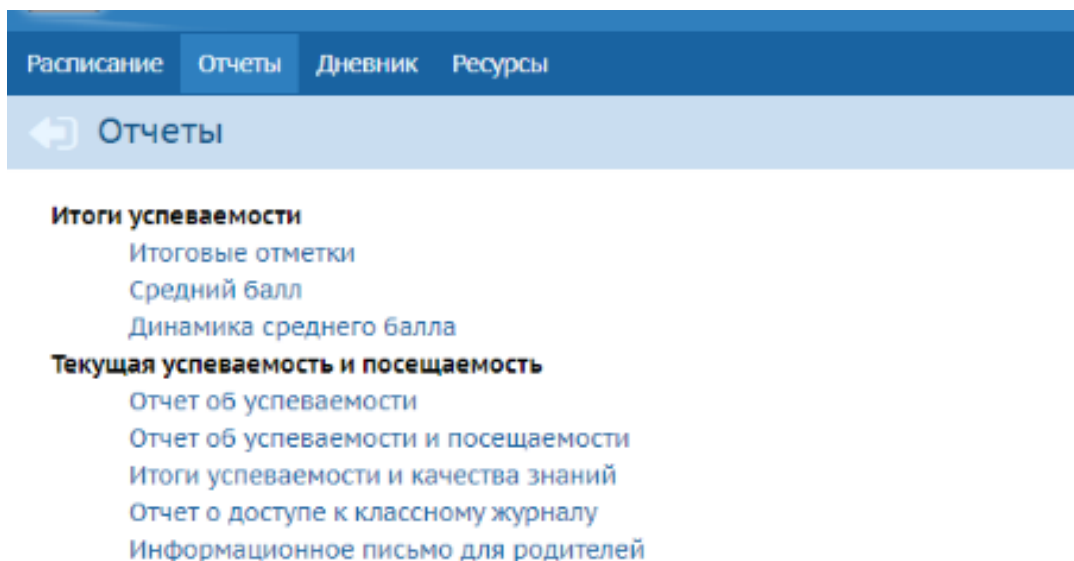 Расписание Отчеты Дневник Ресурсы
Отчеты
Итоги успеваемости
Итоговые отметки
Средний балл
Динамика среднего балла
Текущая успеваемость и посещаемость
Отчет об успеваемости
Отчет об успеваемости и посещаемости
Итоги успеваемости и качества знаний
Отчет о доступе к классному журналу
Информационное письмо для родителей